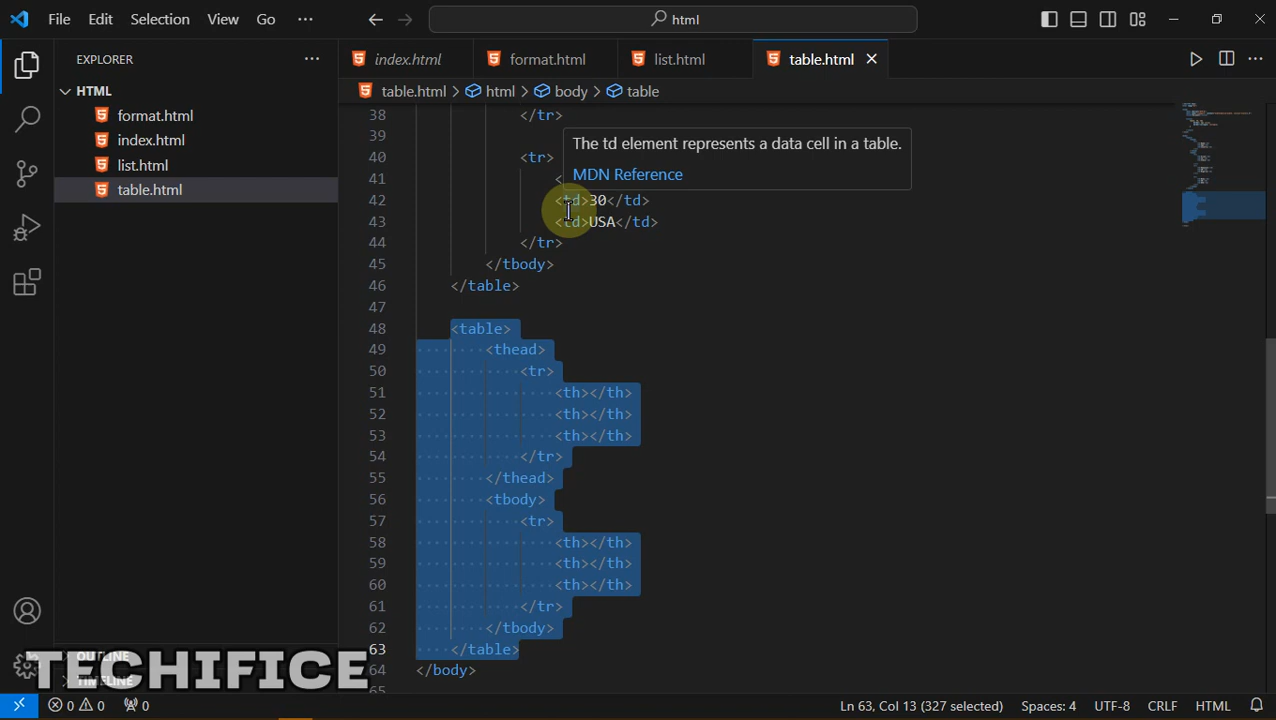 File Edit Selection View Go ··· html
EXPLORER ···
HTML
format.html
index.html
list.html
table.html
index.html format.html list.html table.html
table.html > html > body > table
38 </tr>
39
40 <tr>
41 <
42 <td>30</td>
43 <td>USA</td>
44 </tr>
45 </tbody>
46 </table>
47
48 <table>
49 <thead>
50 <tr>
51 <th></th>
52 <th></th>
53 <th></th>
54 </tr>
55 </thead>
56 <tbody>
57 <tr>
58 <th></th>
59 <th></th>
60 <th></th>
61 </tr>
62 </tbody>
63 </table>
64 </body>
65
The td element represents a data cell in a table.
MDN Reference
OUTLINE
TIMELINE
TECHIFICE
0 0 0 Ln 63, Col 13 (327 selected) Spaces: 4 UTF-8 CRLF HTML